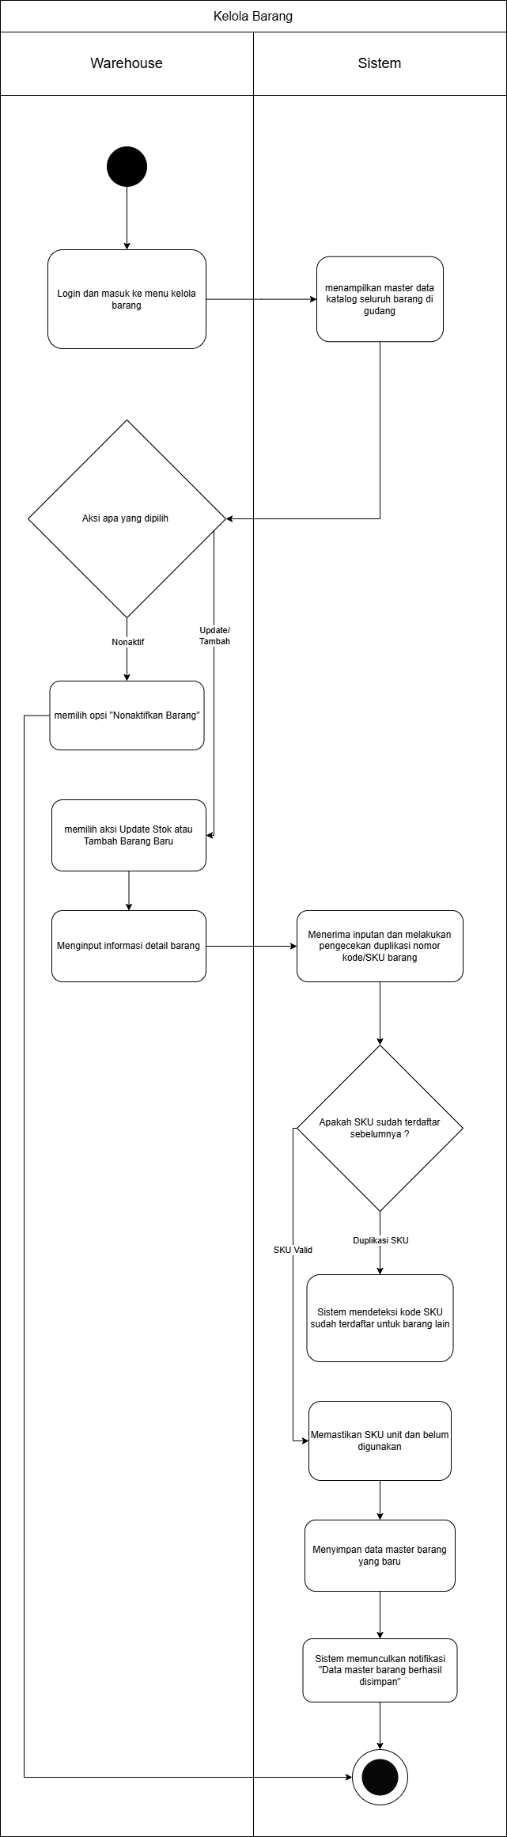 Kelola Barang
Warehouse
Sistem
Login dan masuk ke menu kelola
barang
menampilkan master data
katalog seluruh barang di
gudang
Aksi apa yang dipilih
Nonaktif
Update/
Tambah
memilih opsi "Nonaktifkan Barang"
memilih aksi Update Stok atau
Tambah Barang Baru
Menginput informasi detail barang
Menerima inputan dan melakukan
pengecekan duplikasi nomor
kode/SKU barang
Apakah SKU sudah terdaftar
sebelumnya ?
Duplikasi SKU
SKU Valid
Sistem mendeteksi kode SKU
sudah terdaftar untuk barang lain
Memastikan SKU unit dan belum
digunakan
Menyimpan data master barang
yang baru
Sistem memunculkan notifikasi
"Data master barang berhasil
disimpan"